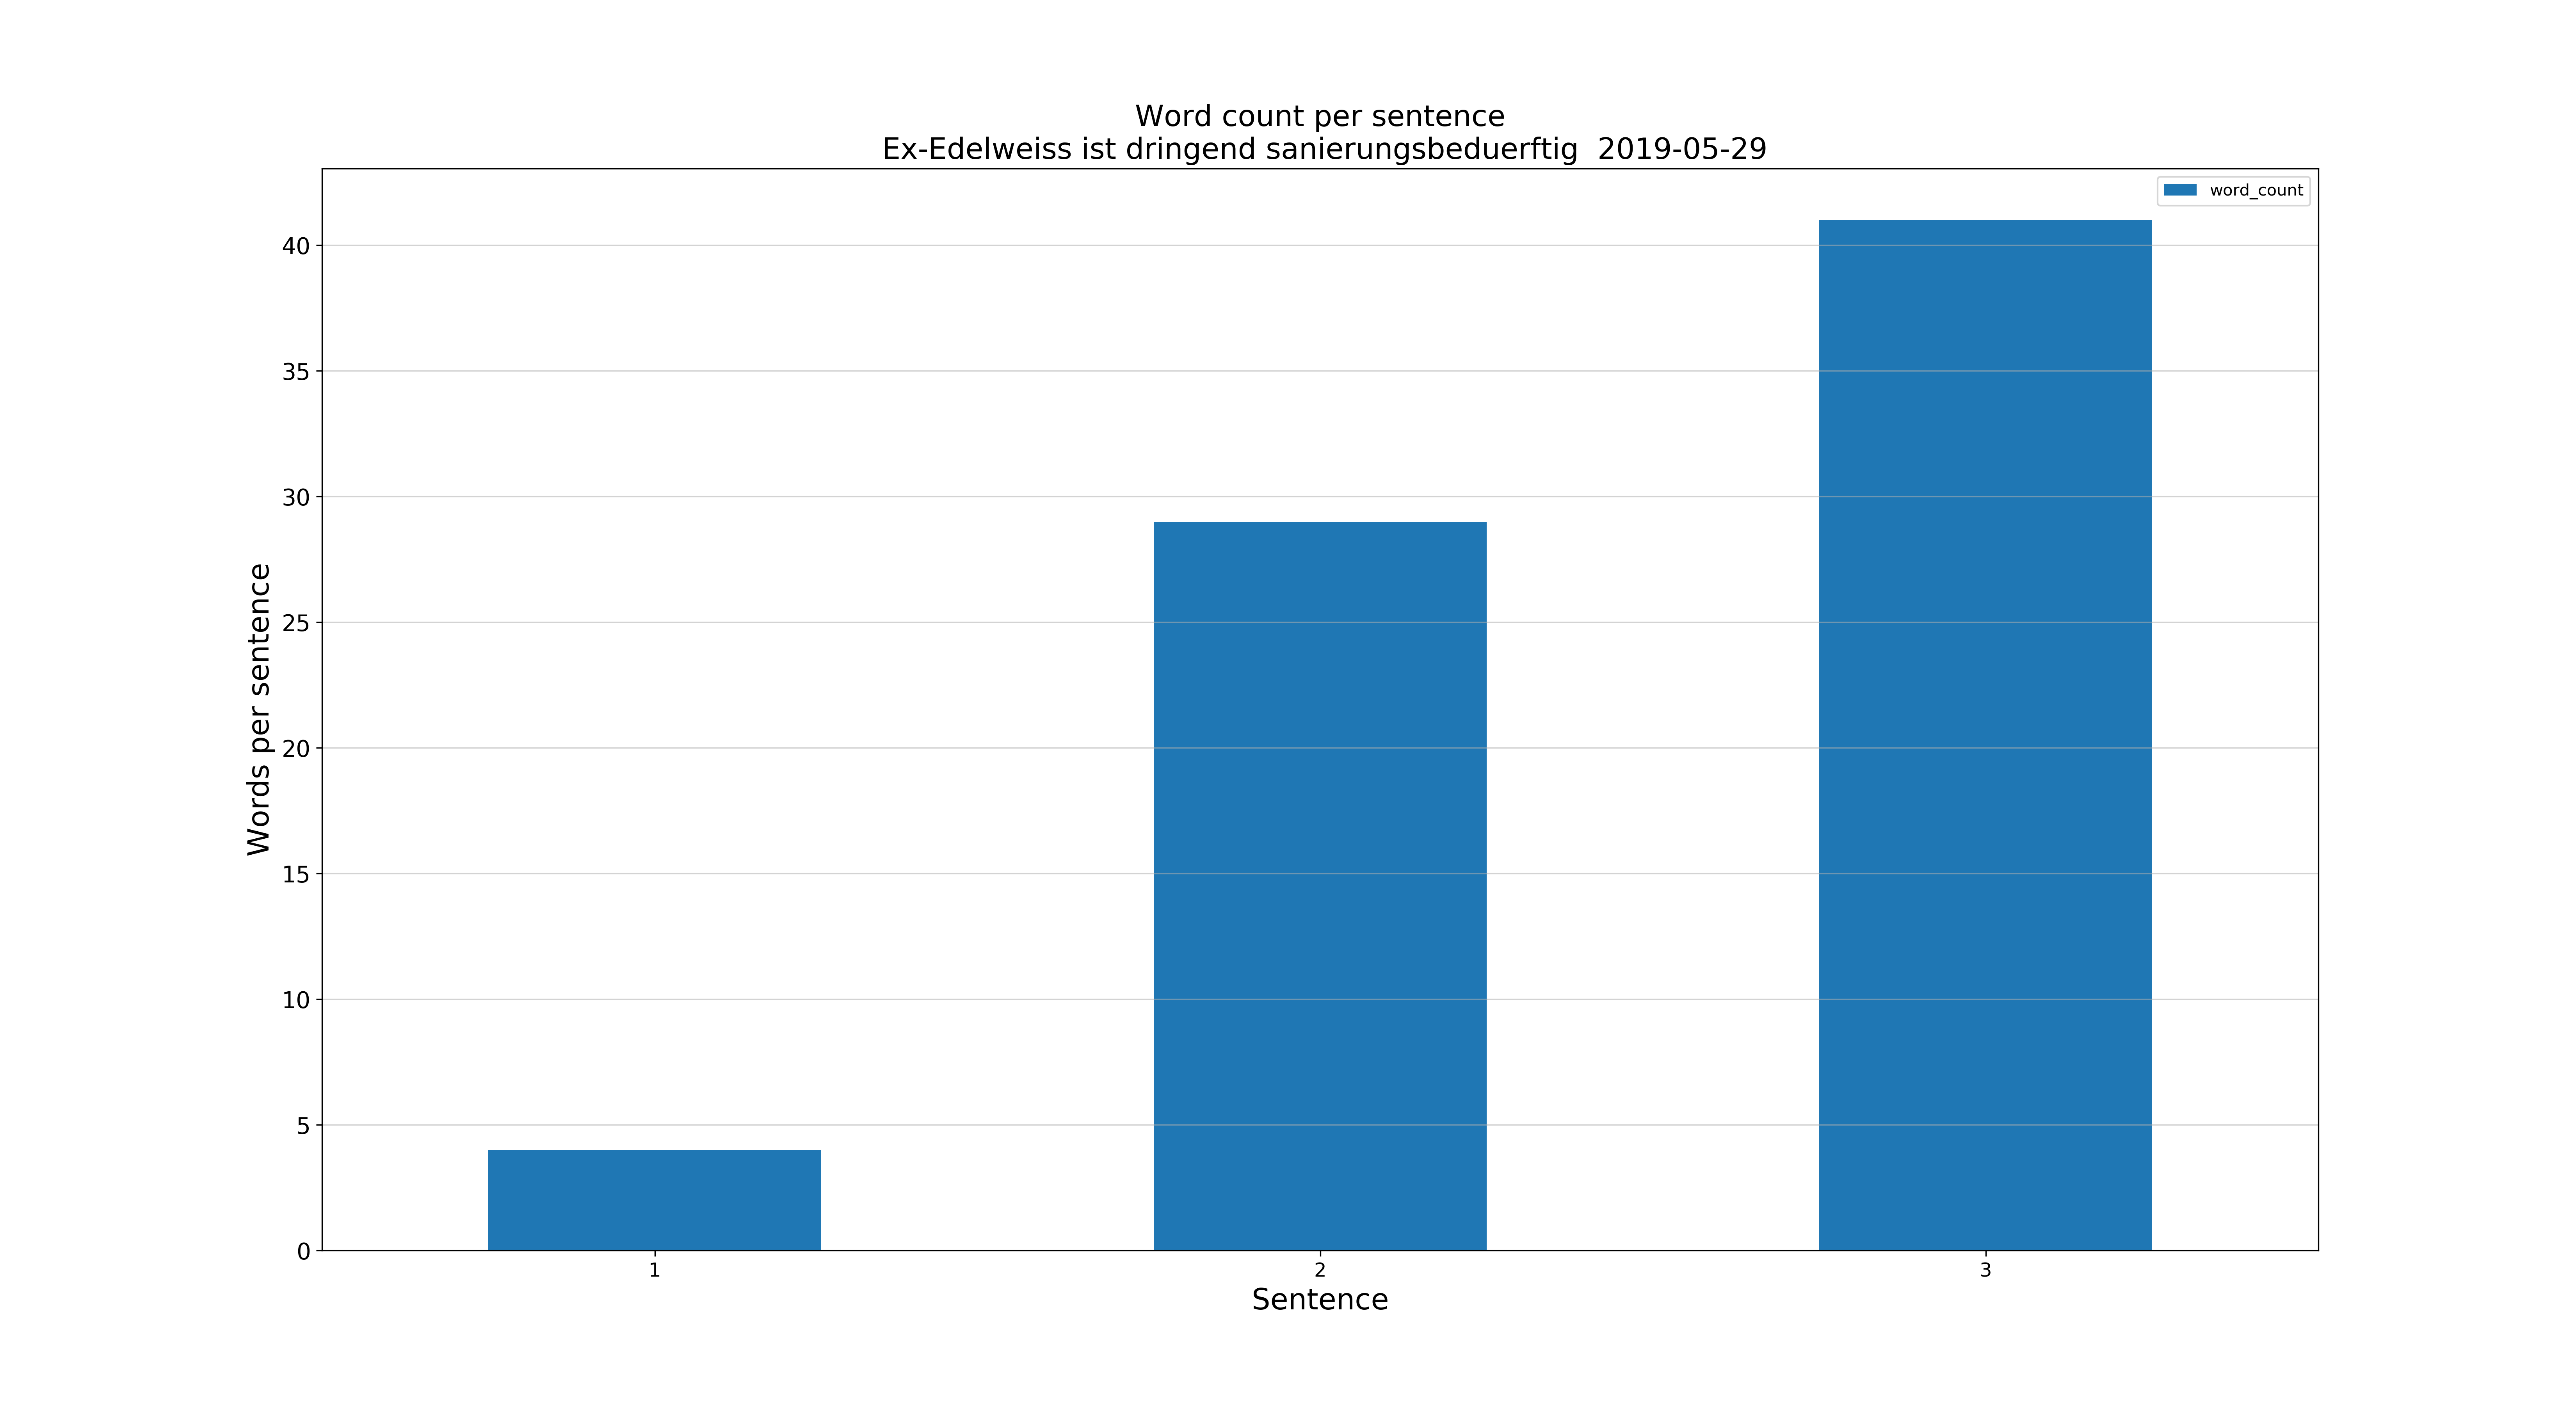 Word count per sentence
Ex-Edelweiss ist dringend sanierungsbeduerftig  2019-05-29
word_count
40
35
30
25
20
15
10
5
0
Words per sentence
1 2 3
Sentence